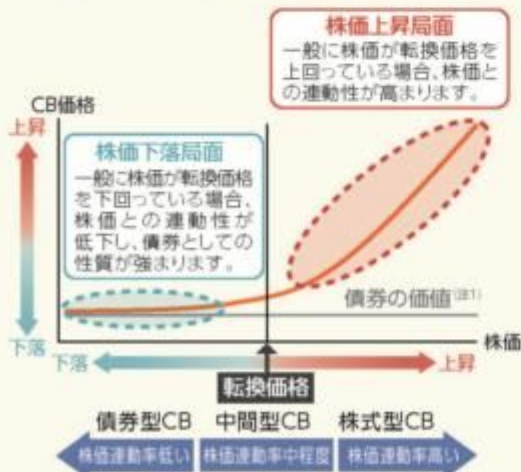 株価上昇局面
一般に株価が転換価格を
上回っている場合、株価と
の連動性が高まります。
CB価格
上昇
株価下落局面
一般に株価が転換価格
を下回っている場合、
株価との連動性が
低下し、債券としての
性質が強まります。
債券の価値(注1)
下落
株価
下落
上昇
転換価格
債券型CB 中間型CB 株式型CB
株価連動率低い 株価連動率中程度 株価連動率高い